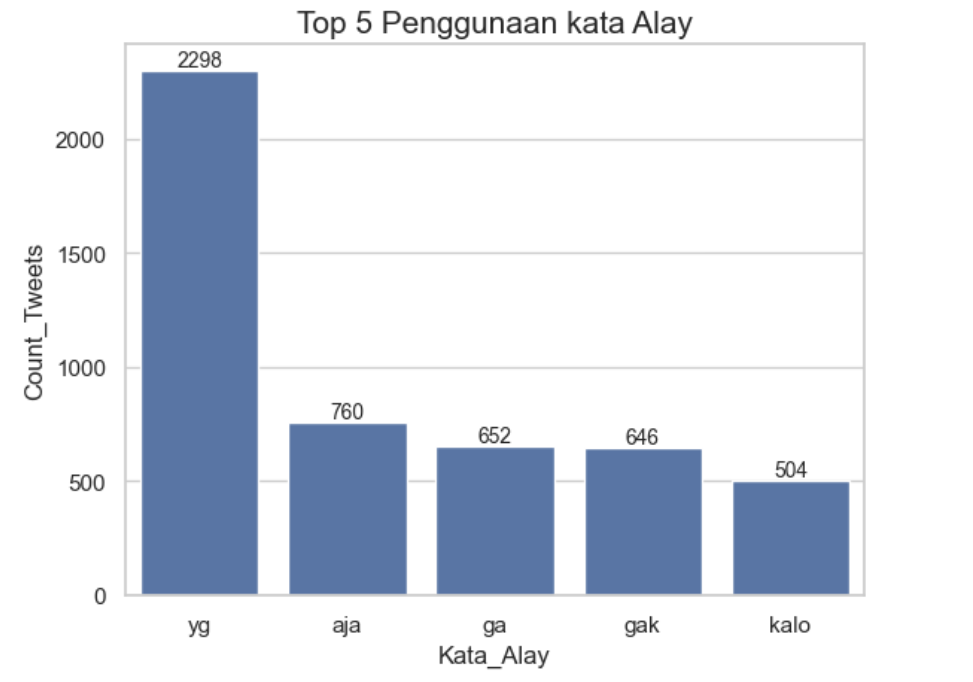 Top 5 Penggunaan kata Alay
2298
2000
1500
1000
500
0
Count_Tweets
760
652
646
504
yg aja ga gak kalo
Kata_Alay